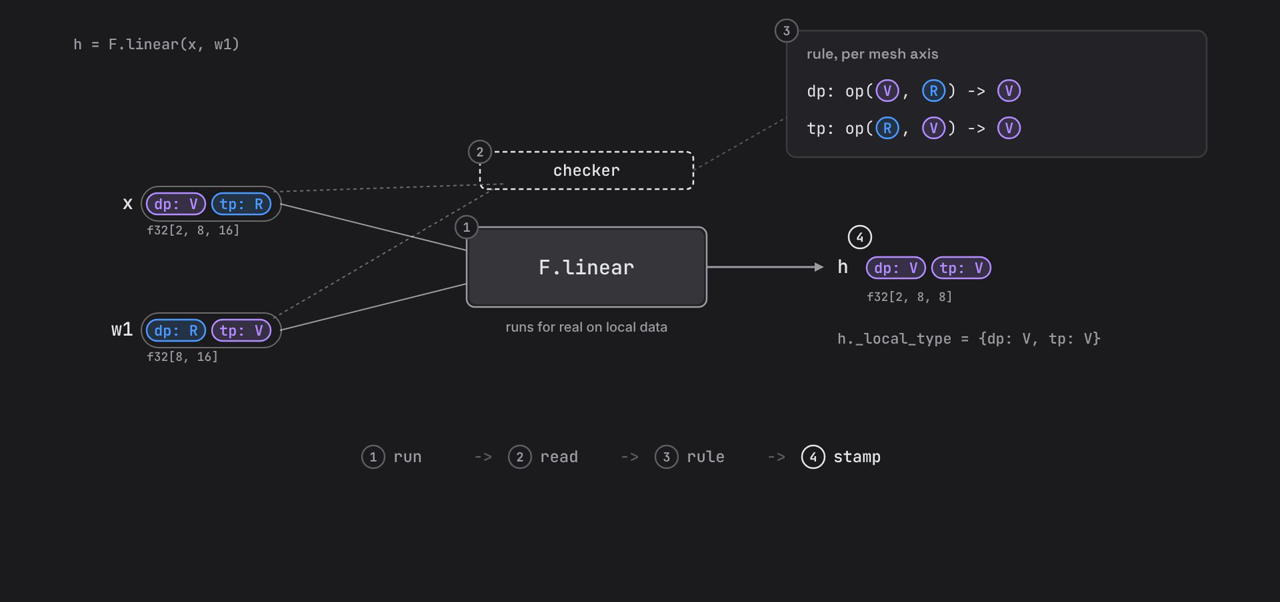 h = F.linear(x, w1)
3
rule, per mesh axis
dp: op(V, R) -> V
tp: op(R, V) -> V
2
checker
x dp: V tp: R
f32[2, 8, 16]
1
F.linear
runs for real on local data
4
h dp: V tp: V
f32[2, 8, 8]
w1 dp: R tp: V
f32[8, 16]
h._local_type = {dp: V, tp: V}
1 run -> 2 read -> 3 rule -> 4 stamp